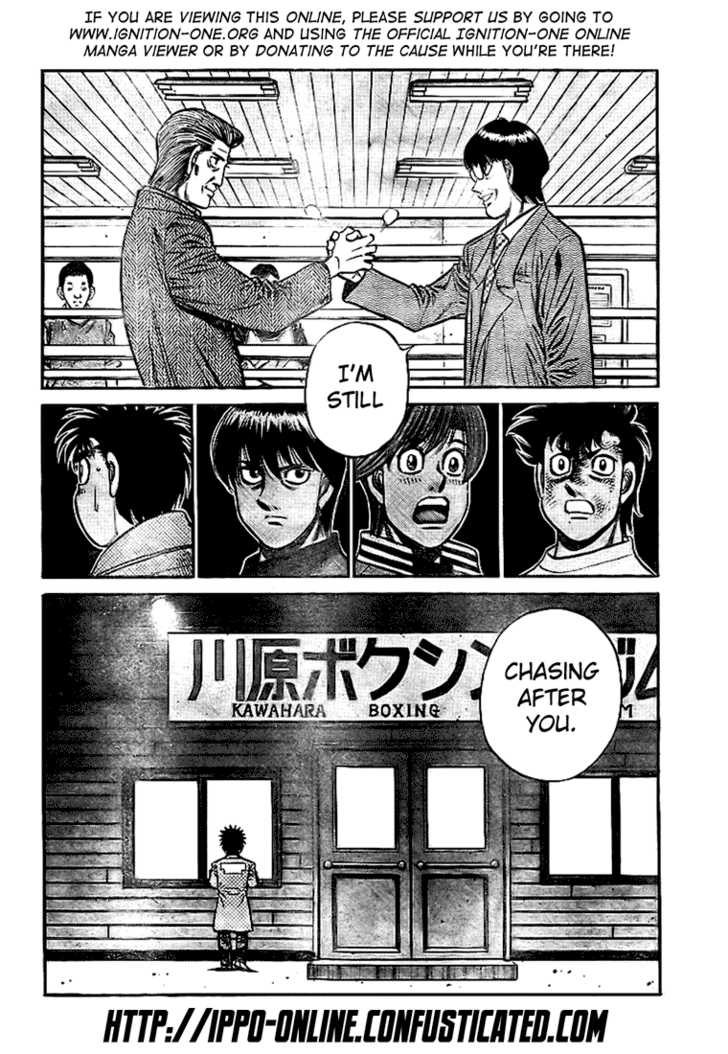 IF YOU ARE VIEWING THIS ONLINE, PLEASE SUPPORT US BY GOING TO
WWW.IGNITION-ONE.ORG AND USING THE OFFICIAL IGNITION-ONE ONLINE
MANGA VIEWER OR BY DONATING TO THE CAUSE WHILE YOU'RE THERE!
I'M
STILL
CHASING
AFTER
YOU.
川原ボクシン
KAWAHARA BOXING
HTTP://IPPO-ONLINE.CONFUSTICATED.COM